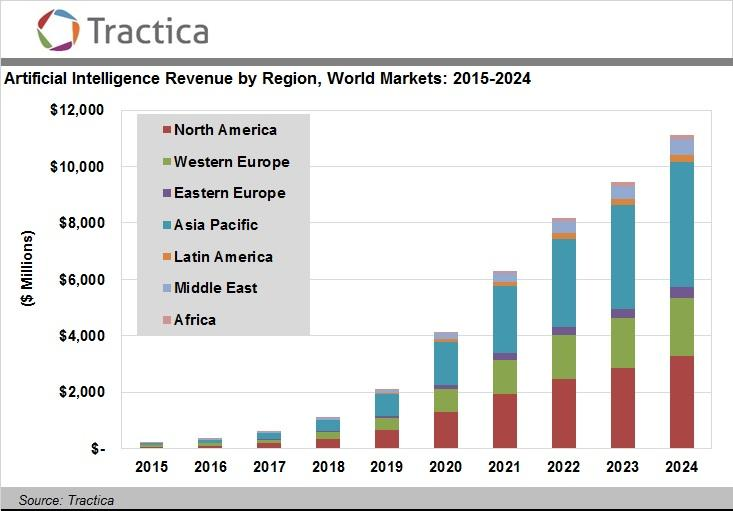 Tractica
Artificial Intelligence Revenue by Region, World Markets: 2015-2024
$12,000
$10,000
$8,000
$6,000
$4,000
$2,000
$-
($ Millions)
North America
Western Europe
Eastern Europe
Asia Pacific
Latin America
Middle East
Africa
2015 2016 2017 2018 2019 2020 2021 2022 2023 2024
Source: Tractica